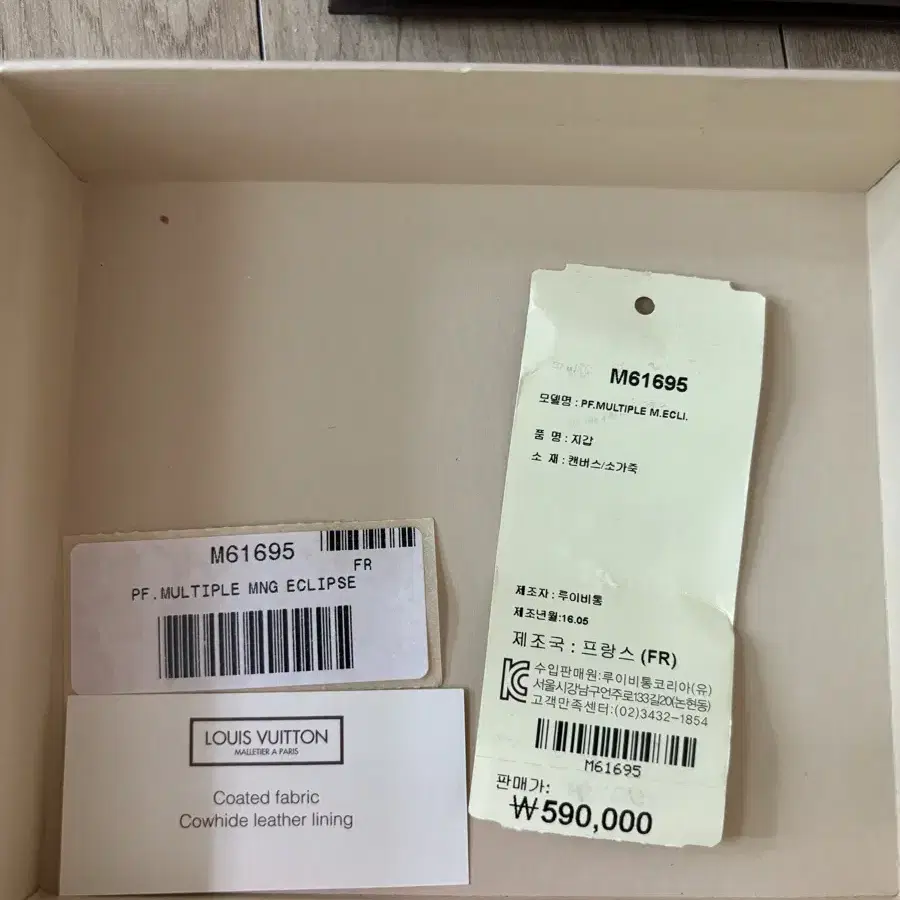 M61695
FR
PF.MULTIPLE MNG ECLIPSE
LOUIS VUITTON
MALLETIER A PARIS
Coated fabric
Cowhide leather lining
M61695
모델명 : PF.MULTIPLE M.ECLI.
품 명 : 지갑
소 재 : 캔버스/소가죽
제조자 : 루이비통
제조년월:16.05
제조국 : 프랑스 (FR)
수입판매원:루이비통코리아(유)
서울시강남구언주로133길20(논현동)
고객만족센터:(02)3432-1854
M61695
판매가:
₩590,000